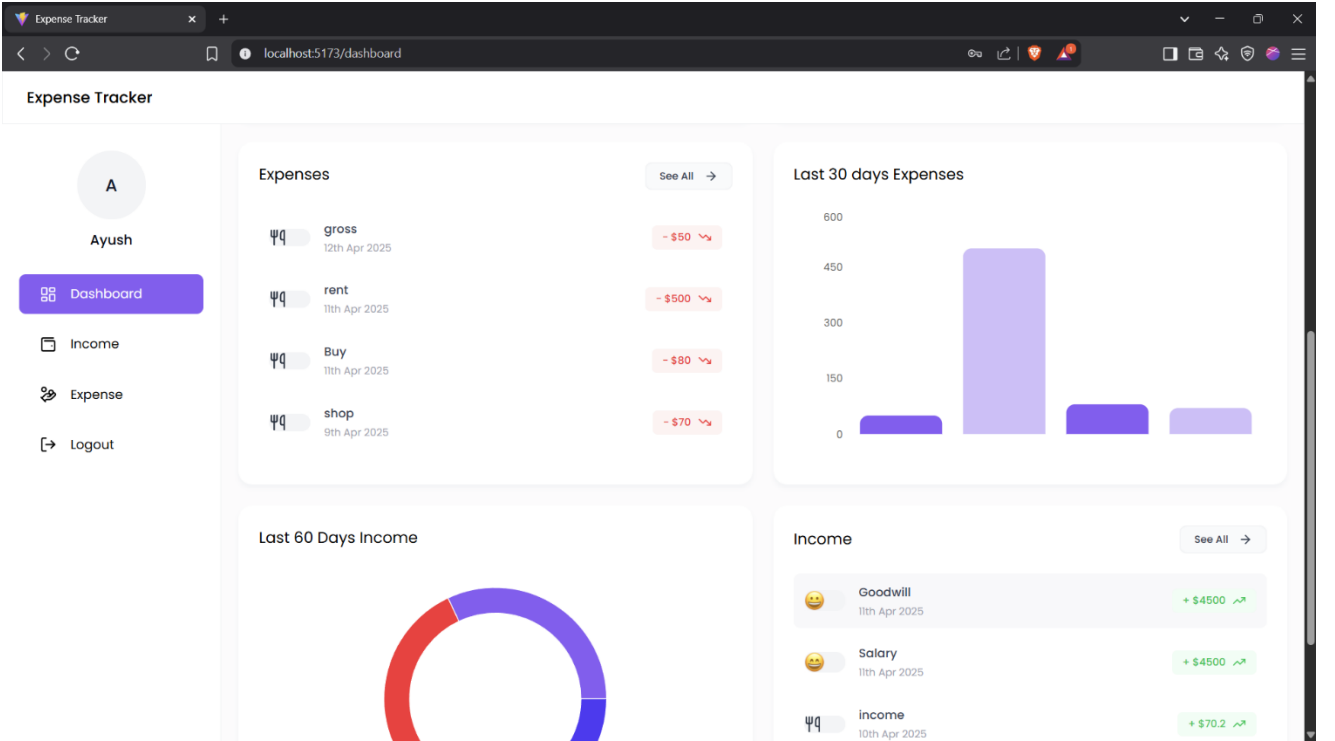 Expense Tracker
localhost:5173/dashboard
1
Expense Tracker
A
Ayush
Dashboard
Income
Expense
Logout
Expenses
See All
gross
12th Apr 2025
- $50
rent
11th Apr 2025
- $500
Buy
11th Apr 2025
- $80
shop
9th Apr 2025
- $70
Last 30 days Expenses
600
450
300
150
0
Last 60 Days Income
Income
See All
Goodwill
11th Apr 2025
+ $4500
Salary
11th Apr 2025
+ $4500
income
10th Apr 2025
+ $70.2